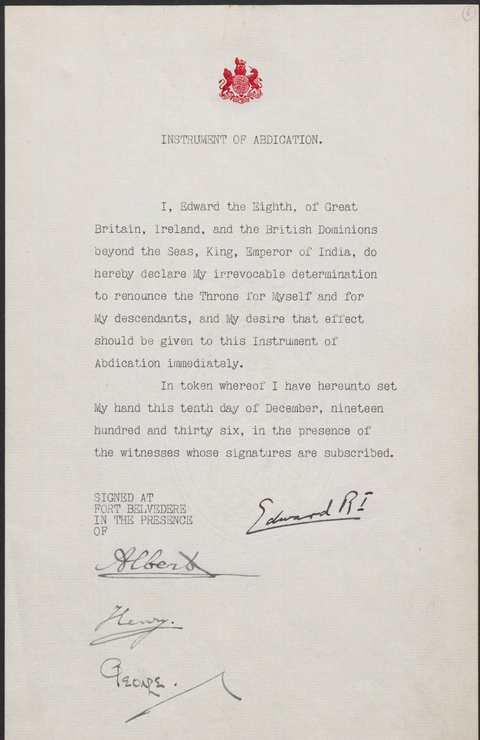 6
INSTRUMENT OF ABDICATION.
I, Edward the Eighth, of Great
Britain, Ireland, and the British Dominions
beyond the Seas, King, Emperor of India, do
hereby declare My irrevocable determination
to renounce the Throne for Myself and for
My descendants, and My desire that effect
should be given to this Instrument of
Abdication immediately.
In token whereof I have hereunto set
My hand this tenth day of December, nineteen
hundred and thirty six, in the presence of
the witnesses whose signatures are subscribed.
SIGNED AT
FORT BELVEDERE
IN THE PRESENCE
OF
Edward R I
Albert
Henry.
George.